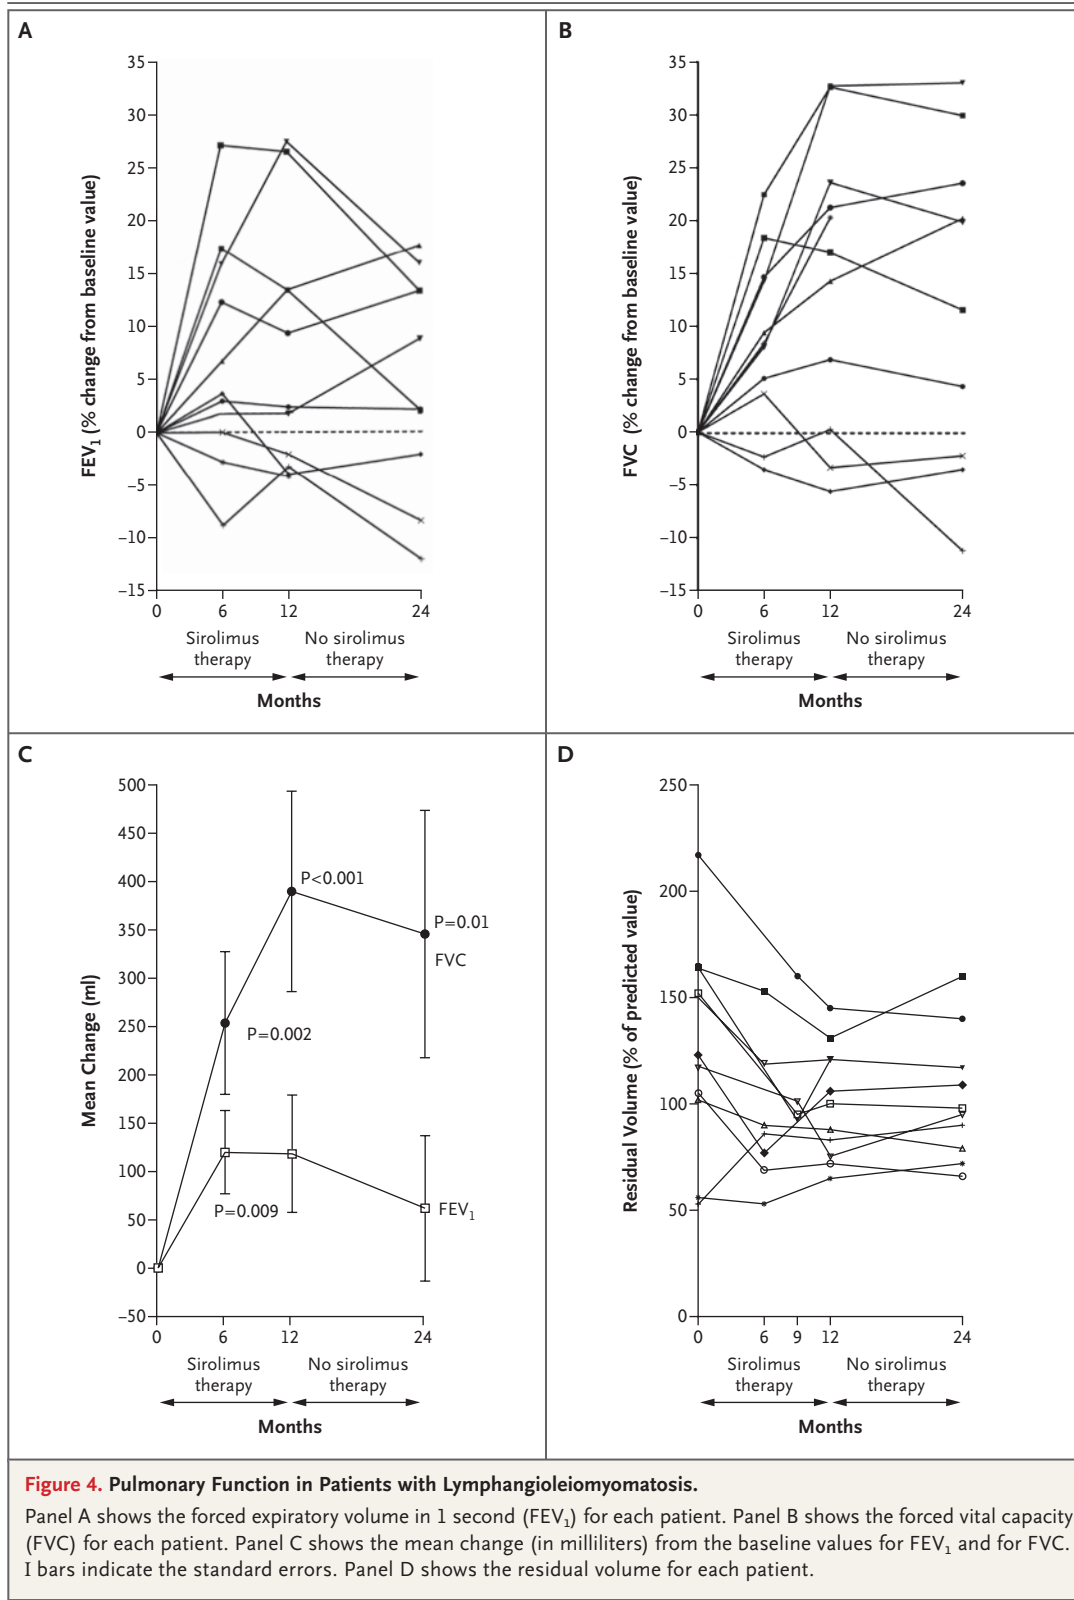 A
35
30
25
20
15
10
5
0
−5
−10
−15
FEV1 (% change from baseline value)
0 6 12 24
Sirolimus therapy
No sirolimus therapy
Months
B
35
30
25
20
15
10
5
0
−5
−10
−15
FVC (% change from baseline value)
0 6 12 24
Sirolimus therapy
No sirolimus therapy
Months
C
500
450
400
350
300
250
200
150
100
50
0
−50
Mean Change (ml)
P<0.001
P=0.01
FVC
P=0.002
P=0.009
FEV1
0 6 12 24
Sirolimus therapy
No sirolimus therapy
Months
D
250
200
150
100
50
0
Residual Volume (% of predicted value)
0 6 9 12 24
Sirolimus therapy
No sirolimus therapy
Months
Figure 4. Pulmonary Function in Patients with Lymphangioleiomyomatosis.
Panel A shows the forced expiratory volume in 1 second (FEV1) for each patient. Panel B shows the forced vital capacity
(FVC) for each patient. Panel C shows the mean change (in milliliters) from the baseline values for FEV1 and for FVC.
I bars indicate the standard errors. Panel D shows the residual volume for each patient.